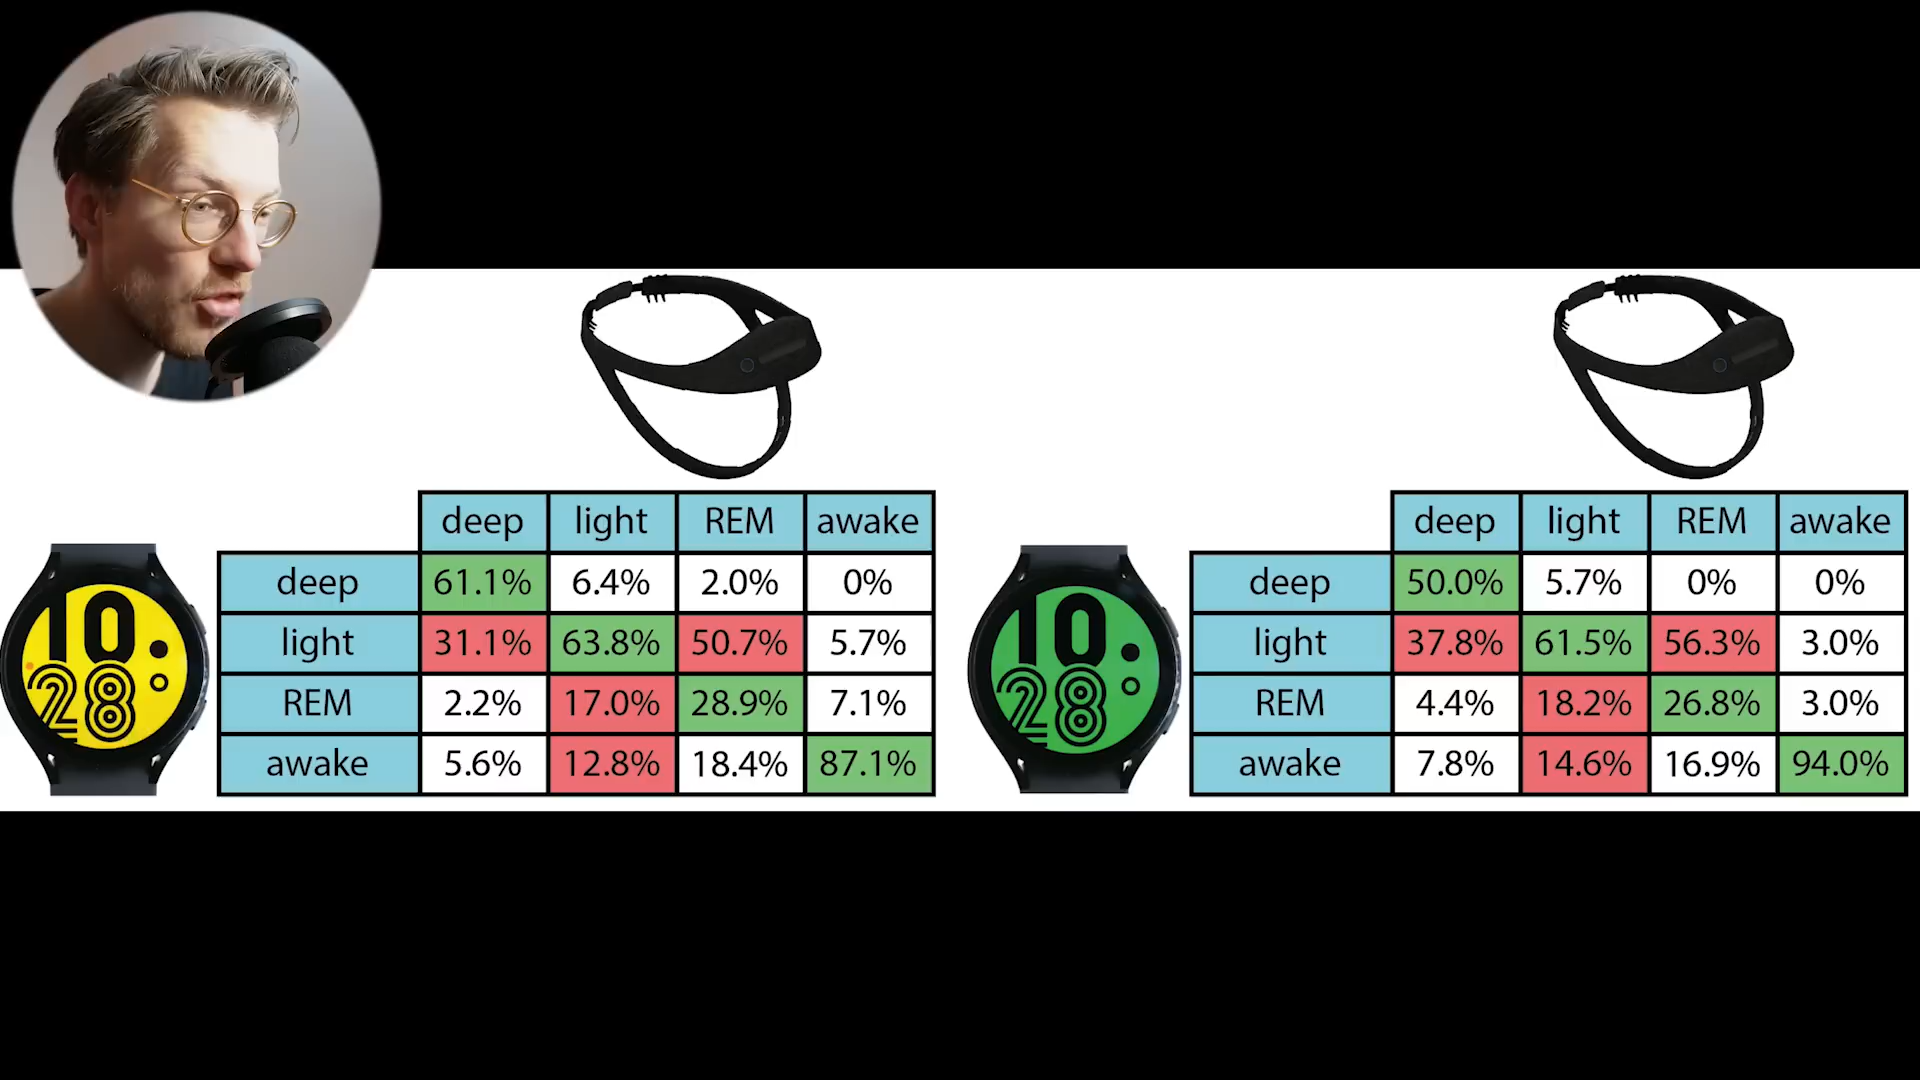 deep light REM awake
deep 61.1% 6.4% 2.0% 0%
light 31.1% 63.8% 50.7% 5.7%
REM 2.2% 17.0% 28.9% 7.1%
awake 5.6% 12.8% 18.4% 87.1%
10
28
deep light REM awake
deep 50.0% 5.7% 0% 0%
light 37.8% 61.5% 56.3% 3.0%
REM 4.4% 18.2% 26.8% 3.0%
awake 7.8% 14.6% 16.9% 94.0%
10
28